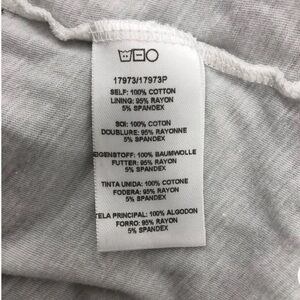 17973/17973P
SELF: 100% COTTON
LINING: 95% RAYON
5% SPANDEX
SOI: 100% COTON
DOUBLURE: 95% RAYONNE
5% SPANDEX
EIGENSTOFF: 100% BAUMWOLLE
FUTTER: 95% RAYON
5% SPANDEX
TINTA UNIDA: 100% COTONE
FODERA: 95% RAYON
5% SPANDEX
TELA PRINCIPAL: 100% ALGODON
FORRO: 95% RAYON
5% SPANDEX